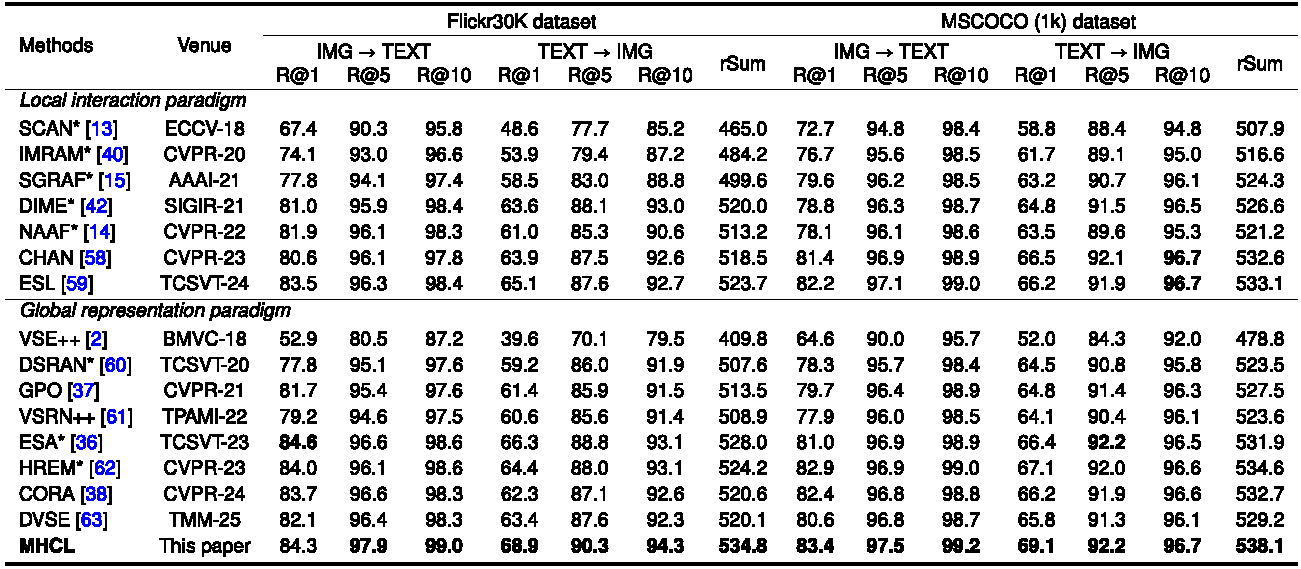 Flickr30K dataset MSCOCO (1k) dataset
Methods Venue IMG → TEXT TEXT → IMG rSum IMG → TEXT TEXT → IMG rSum
R@1 R@5 R@10 R@1 R@5 R@10 R@1 R@5 R@10 R@1 R@5 R@10
Local interaction paradigm
SCAN* [13] ECCV-18 67.4 90.3 95.8 48.6 77.7 85.2 465.0 72.7 94.8 98.4 58.8 88.4 94.8 507.9
IMRAM* [40] CVPR-20 74.1 93.0 96.6 53.9 79.4 87.2 484.2 76.7 95.6 98.5 61.7 89.1 95.0 516.6
SGRAF* [15] AAAI-21 77.8 94.1 97.4 58.5 83.0 88.8 499.6 79.6 96.2 98.5 63.2 90.7 96.1 524.3
DIME* [42] SIGIR-21 81.0 95.9 98.4 63.6 88.1 93.0 520.0 78.8 96.3 98.7 64.8 91.5 96.5 526.6
NAAF* [14] CVPR-22 81.9 96.1 98.3 61.0 85.3 90.6 513.2 78.1 96.1 98.6 63.5 89.6 95.3 521.2
CHAN [58] CVPR-23 80.6 96.1 97.8 63.9 87.5 92.6 518.5 81.4 96.9 98.9 66.5 92.1 96.7 532.6
ESL [59] TCSVT-24 83.5 96.3 98.4 65.1 87.6 92.7 523.7 82.2 97.1 99.0 66.2 91.9 96.7 533.1
Global representation paradigm
VSE++ [2] BMVC-18 52.9 80.5 87.2 39.6 70.1 79.5 409.8 64.6 90.0 95.7 52.0 84.3 92.0 478.8
DSRAN* [60] TCSVT-20 77.8 95.1 97.6 59.2 86.0 91.9 507.6 78.3 95.7 98.4 64.5 90.8 95.8 523.5
GPO [37] CVPR-21 81.7 95.4 97.6 61.4 85.9 91.5 513.5 79.7 96.4 98.9 64.8 91.4 96.3 527.5
VSRN++ [61] TPAMI-22 79.2 94.6 97.5 60.6 85.6 91.4 508.9 77.9 96.0 98.5 64.1 90.4 96.1 523.6
ESA* [36] TCSVT-23 84.6 96.6 98.6 66.3 88.8 93.1 528.0 81.0 96.9 98.9 66.4 92.2 96.5 531.9
HREM* [62] CVPR-23 84.0 96.1 98.6 64.4 88.0 93.1 524.2 82.9 96.9 99.0 67.1 92.0 96.6 534.6
CORA [38] CVPR-24 83.7 96.6 98.3 62.3 87.1 92.6 520.6 82.4 96.8 98.8 66.2 91.9 96.6 532.7
DVSE [63] TMM-25 82.1 96.4 98.3 63.4 87.6 92.3 520.1 80.6 96.8 98.7 65.8 91.3 96.1 529.2
MHCL This paper 84.3 97.9 99.0 68.9 90.3 94.3 534.8 83.4 97.5 99.2 69.1 92.2 96.7 538.1